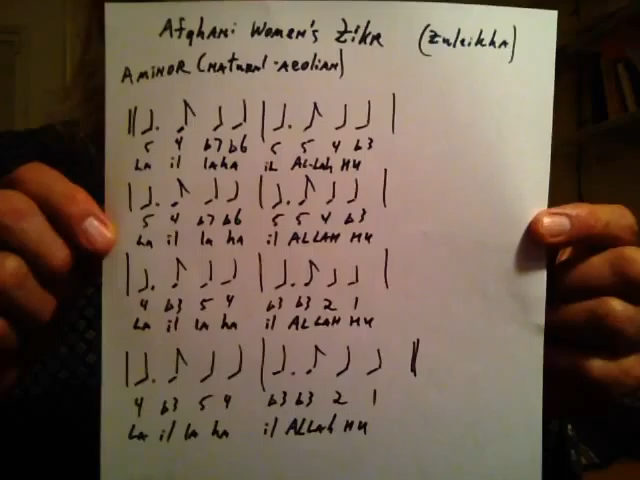 Afghani Women's Zikr (Zuleikha)
A MINOR (NATURAL-AEOLIAN)
5 4 b7 b6 5 5 4 b3
La il laha iL AL-Lah HU
5 4 b7 b6 5 5 4 b3
La il la ha il ALLAH HU
4 b3 5 4 b3 b3 2 1
La il la ha il ALLAH HU
4 b3 5 4 b3 b3 2 1
La il la ha il ALLah HU